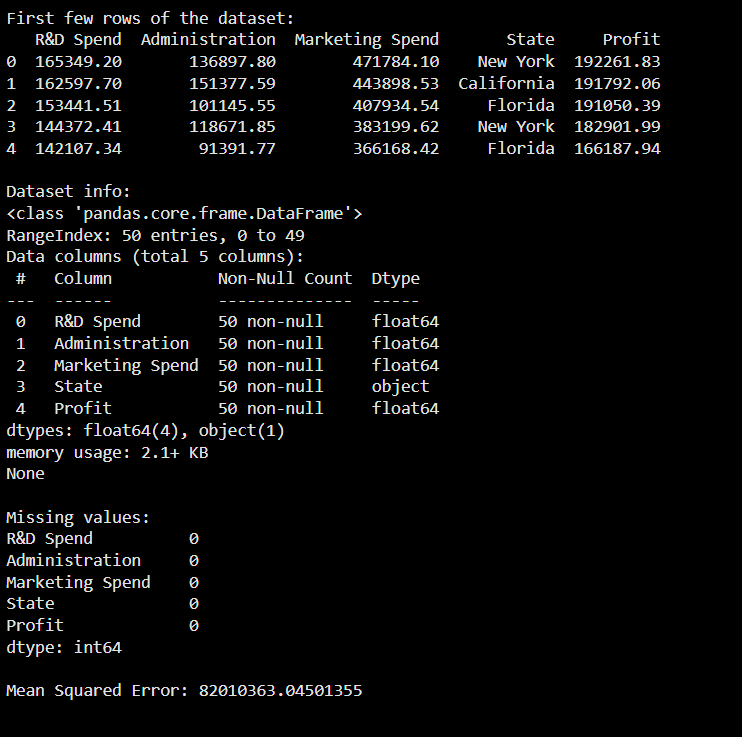 First few rows of the dataset:
   R&D Spend  Administration  Marketing Spend       State     Profit
0  165349.20       136897.80        471784.10    New York  192261.83
1  162597.70       151377.59        443898.53  California  191792.06
2  153441.51       101145.55        407934.54     Florida  191050.39
3  144372.41       118671.85        383199.62    New York  182901.99
4  142107.34        91391.77        366168.42     Florida  166187.94
Dataset info:
<class 'pandas.core.frame.DataFrame'>
RangeIndex: 50 entries, 0 to 49
Data columns (total 5 columns):
 #   Column           Non-Null Count  Dtype
---  ------           --------------  -----
 0   R&D Spend        50 non-null     float64
 1   Administration   50 non-null     float64
 2   Marketing Spend  50 non-null     float64
 3   State            50 non-null     object
 4   Profit           50 non-null     float64
dtypes: float64(4), object(1)
memory usage: 2.1+ KB
None
Missing values:
R&D Spend          0
Administration     0
Marketing Spend    0
State              0
Profit             0
dtype: int64
Mean Squared Error: 82010363.04501355